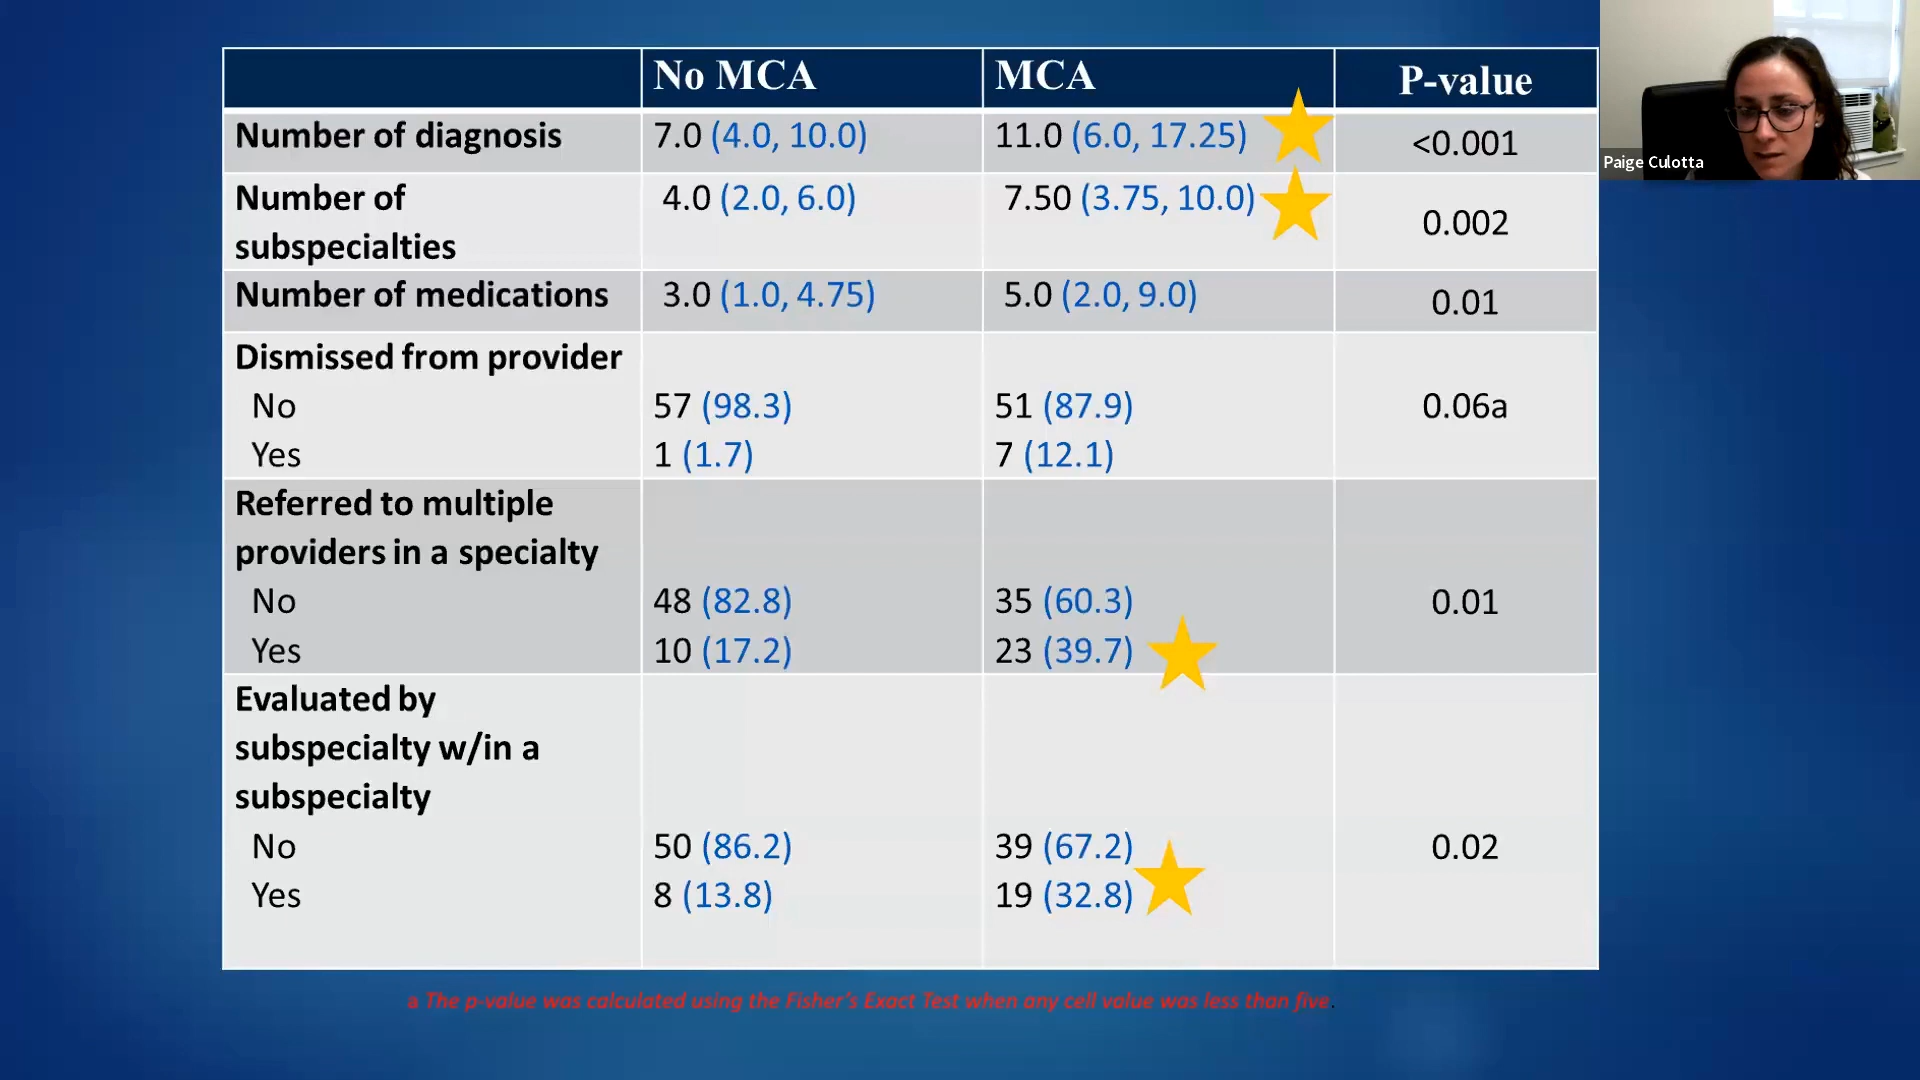 No MCA MCA P-value
Number of diagnosis 7.0 (4.0, 10.0) 11.0 (6.0, 17.25) <0.001
Number of
subspecialties 4.0 (2.0, 6.0) 7.50 (3.75, 10.0) 0.002
Number of medications 3.0 (1.0, 4.75) 5.0 (2.0, 9.0) 0.01
Dismissed from provider
No 57 (98.3) 51 (87.9) 0.06a
Yes 1 (1.7) 7 (12.1)
Referred to multiple
providers in a specialty
No 48 (82.8) 35 (60.3) 0.01
Yes 10 (17.2) 23 (39.7)
Evaluated by
subspecialty w/in a
subspecialty
No 50 (86.2) 39 (67.2) 0.02
Yes 8 (13.8) 19 (32.8)
a The p-value was calculated using the Fisher's Exact Test when any cell value was less than five.
Paige Culotta